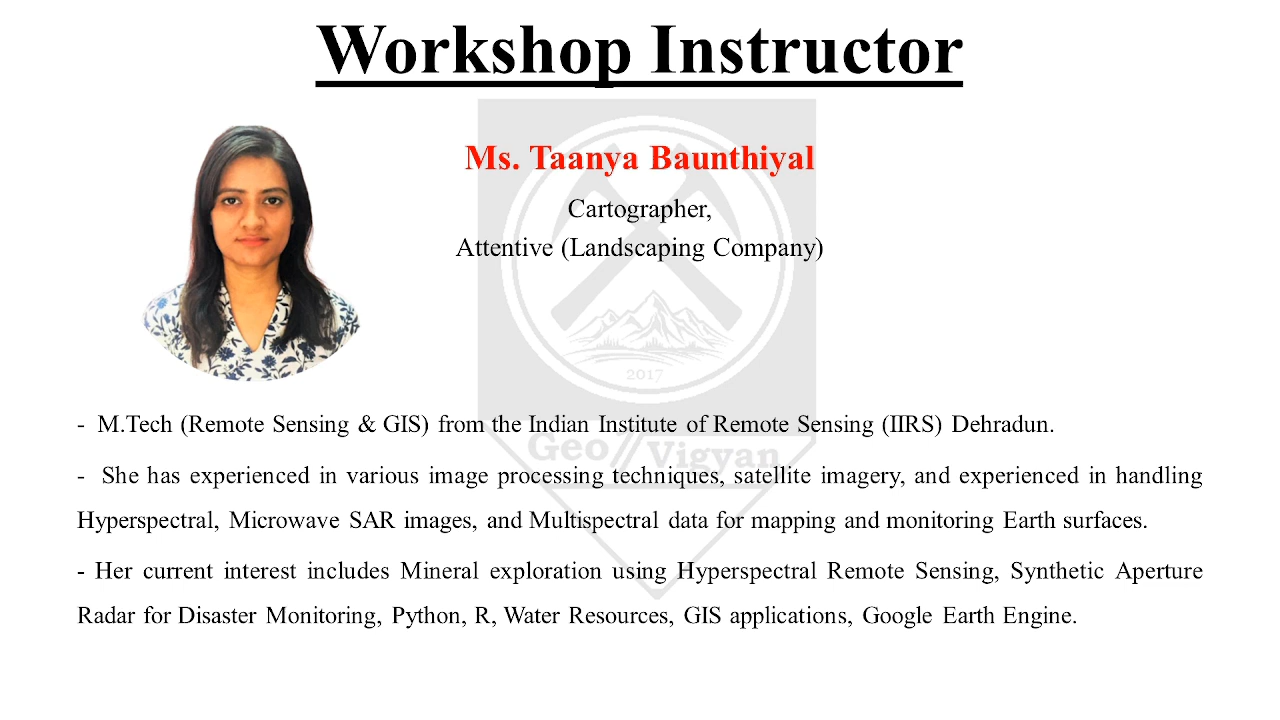 Workshop Instructor
Ms. Taanya Baunthiyal
Cartographer,
Attentive (Landscaping Company)
2017
- M.Tech (Remote Sensing & GIS) from the Indian Institute of Remote Sensing (IIRS) Dehradun.
Geo Vigyan
- She has experienced in various image processing techniques, satellite imagery, and experienced in handling
Hyperspectral, Microwave SAR images, and Multispectral data for mapping and monitoring Earth surfaces.
- Her current interest includes Mineral exploration using Hyperspectral Remote Sensing, Synthetic Aperture
Radar for Disaster Monitoring, Python, R, Water Resources, GIS applications, Google Earth Engine.